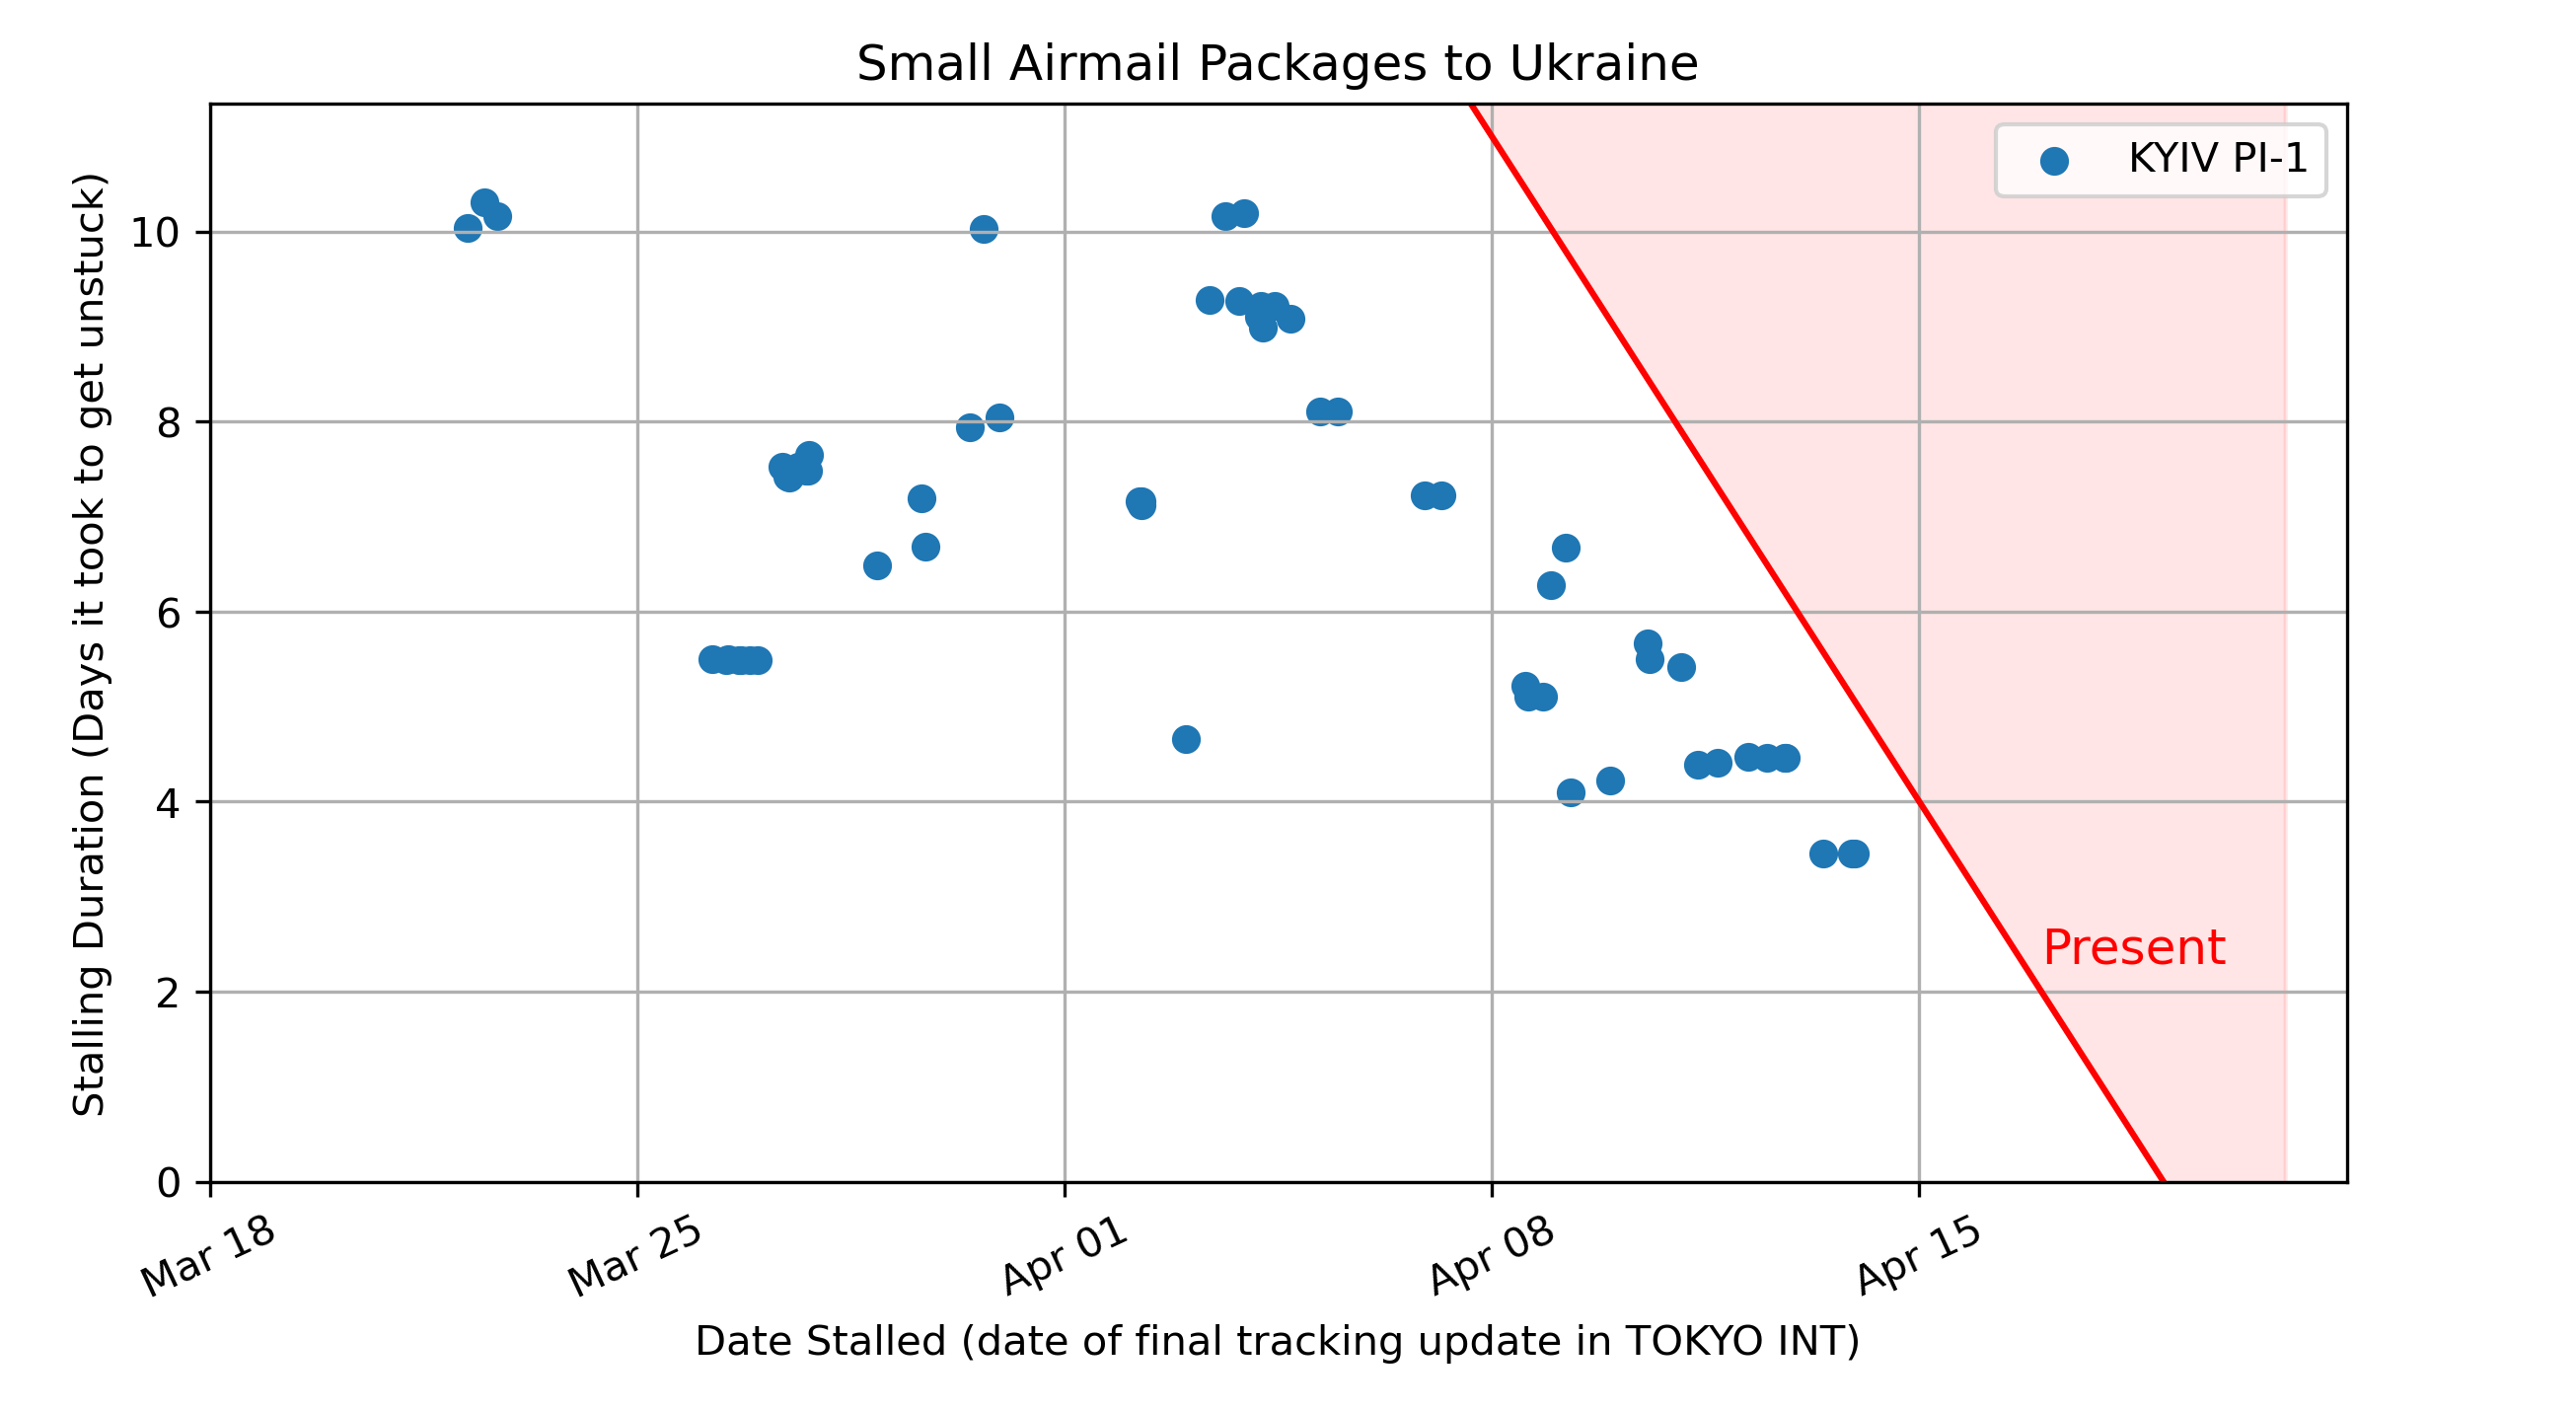 Small Airmail Packages to Ukraine
KYIV PI-1
Stalling Duration (Days it took to get unstuck)
10
8
6
4
2
0
Present
Mar 18
Mar 25
Apr 01
Apr 08
Apr 15
Date Stalled (date of final tracking update in TOKYO INT)